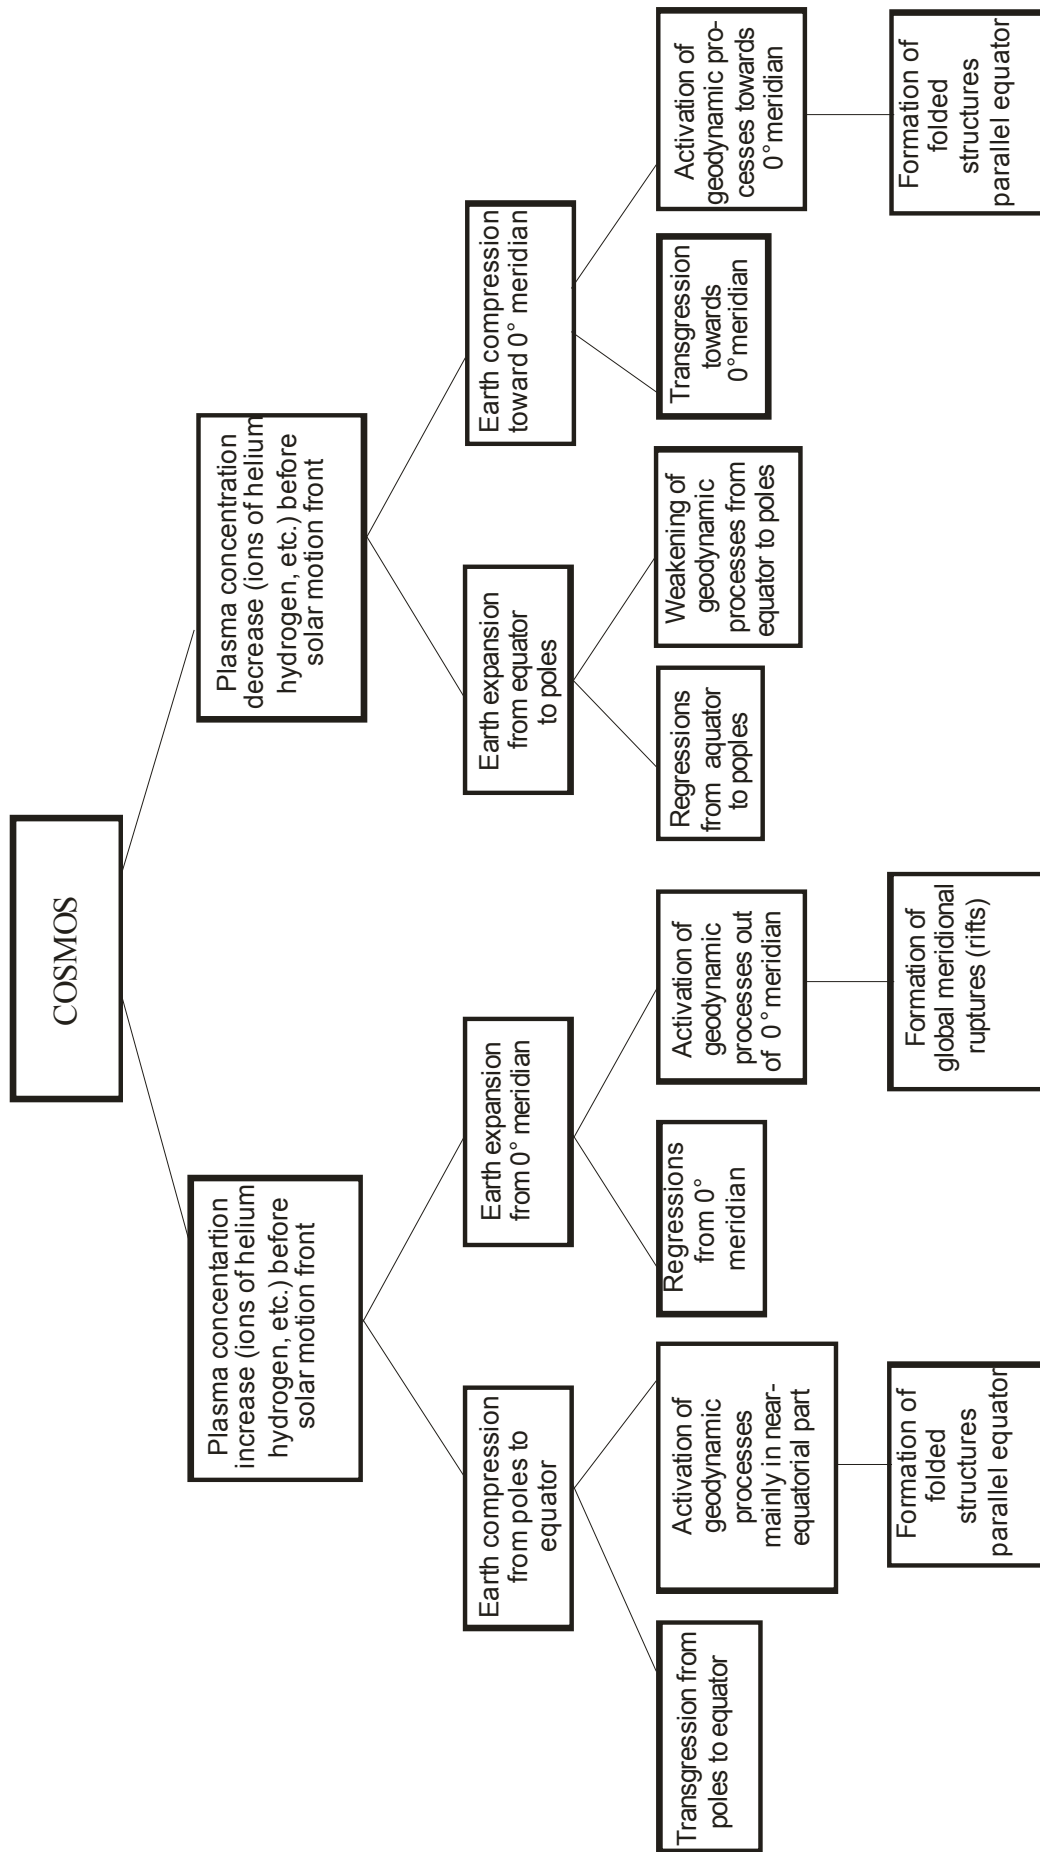 COSMOS
Plasma concentartion
increase (ions of helium
hydrogen, etc.) before
solar motion front
Plasma concentration
decrease (ions of helium
hydrogen, etc.) before
solar motion front
Earth compression
from poles to
equator
Earth expansion
from 0° meridian
Earth expansion
from equator
to poles
Earth compression
toward 0° meridian
Transgression from
poles to equator
Activation of
geodynamic
processes
mainly in near-
equatorial part
Regressions
from 0°
meridian
Activation of
geodynamic
processes out
of 0° meridian
Regressions
from aquator
to poples
Weakening of
geodynamic
processes from
equator to poles
Transgression
towards
0°meridian
Activation of
geodynamic pro-
cesses towards
0°meridian
Formation of
folded
structures
parallel equator
Formation of
global meridional
ruptures (rifts)
Formation of
folded
structures
parallel equator